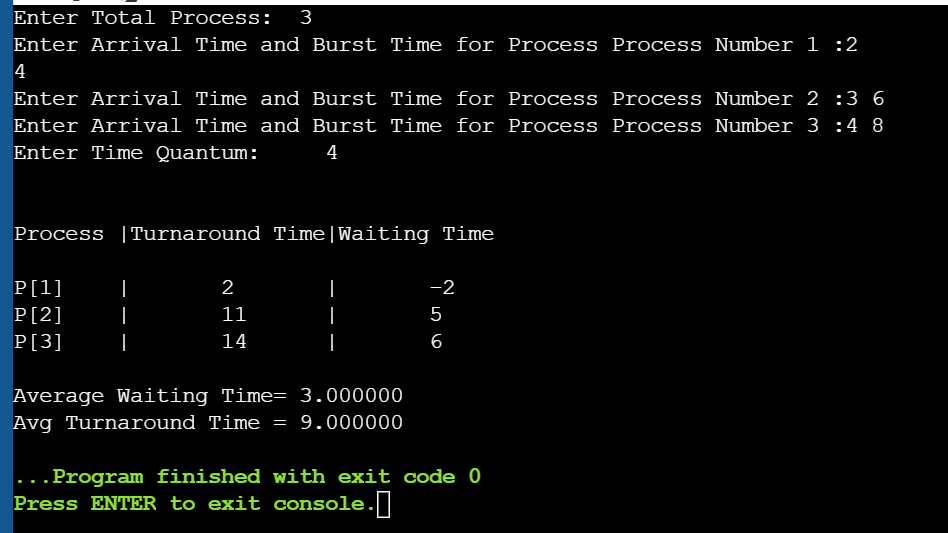 Enter Total Process:  3
Enter Arrival Time and Burst Time for Process Process Number 1 :2
4
Enter Arrival Time and Burst Time for Process Process Number 2 :3 6
Enter Arrival Time and Burst Time for Process Process Number 3 :4 8
Enter Time Quantum:     4
Process |Turnaround Time|Waiting Time
P[1]    |       2       |       -2
P[2]    |       11      |       5
P[3]    |       14      |       6
Average Waiting Time= 3.000000
Avg Turnaround Time = 9.000000
...Program finished with exit code 0
Press ENTER to exit console.